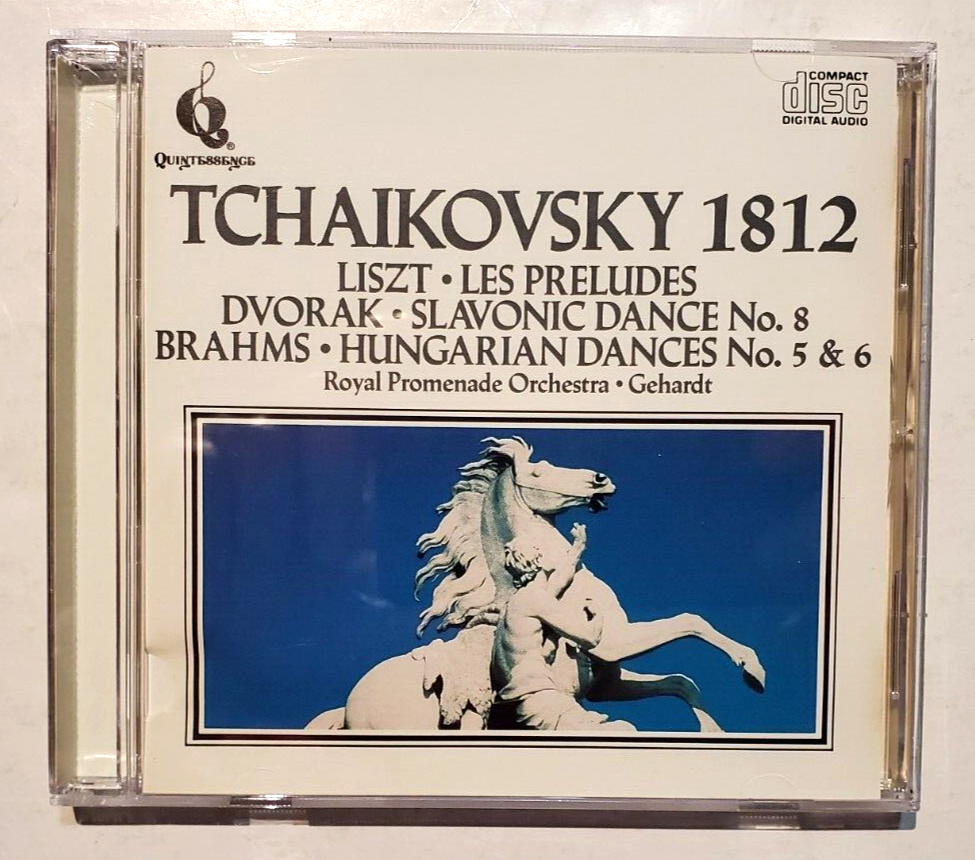 QUINTESSENCE®
COMPACT
disc
DIGITAL AUDIO
TCHAIKOVSKY 1812
LISZT • LES PRELUDES
DVORAK • SLAVONIC DANCE No. 8
BRAHMS • HUNGARIAN DANCES No. 5 & 6
Royal Promenade Orchestra • Gehardt